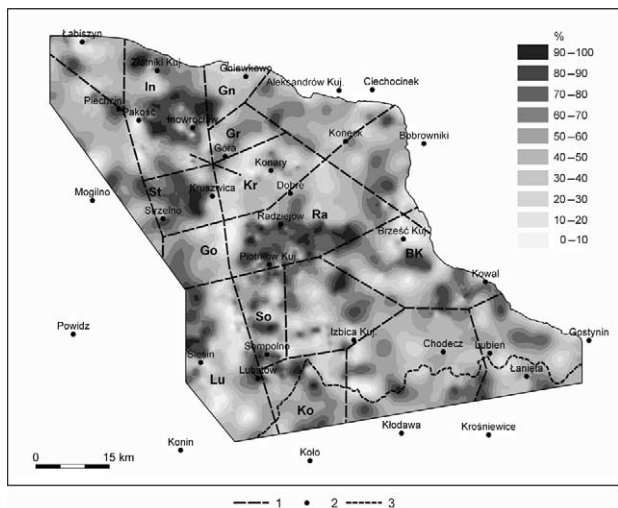 Łabiszyn
Żłotniki Kuj.
Gniewkowo
Aleksandrów Kuj.
Ciechocinek
In
Gn
Piechcin
Pakość
Inowrocław
Gr
Góra
Koneck
Bobrowniki
Konary
Kr
Mogilno
St
Kruszwica
Dobre
Strzelno
Radziejów
Ra
Brześć Kuj.
Go
BK
Piotrków Kuj.
Kowal
So
Powidz
Izbica Kuj.
Gostynin
Sompolno
Chodecz
Lubień
Ślesin
Lubstów
Łanięta
Lu
Ko
Konin
Koło
Kłodawa
Krośniewice
0 15 km
%
90–100
80–90
70–80
60–70
50–60
40–50
30–40
20–30
10–20
0–10
1 2 3